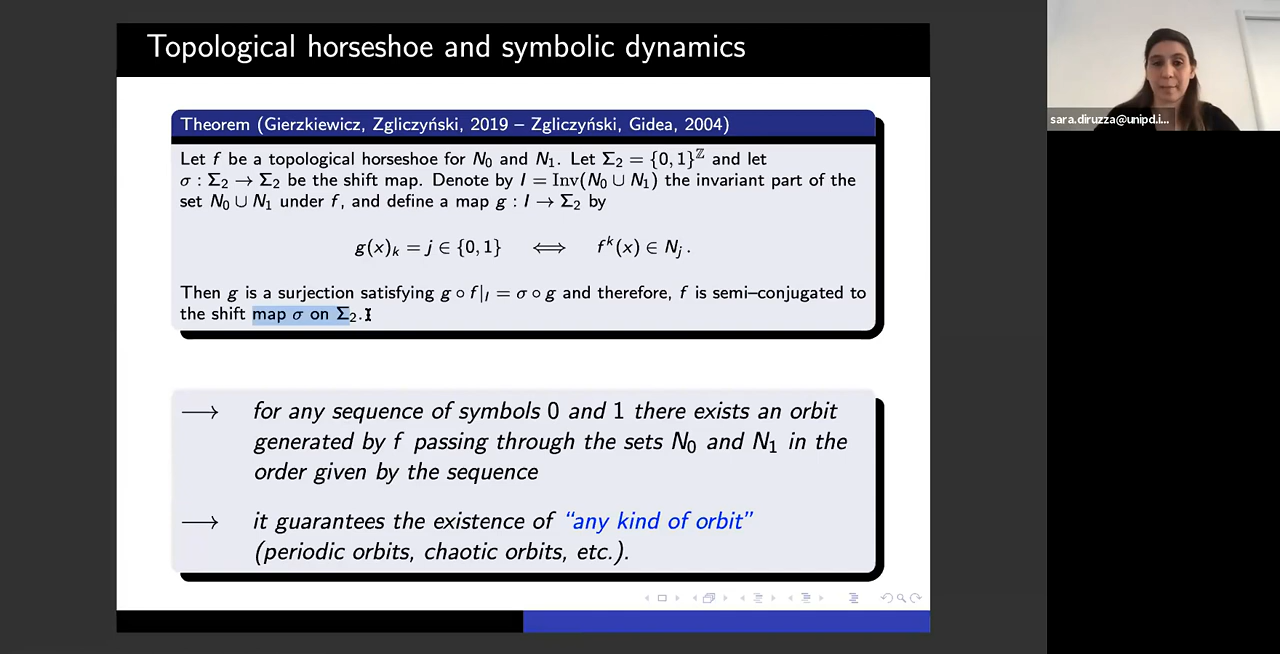 Topological horseshoe and symbolic dynamics
sara.diruzza@unipd.i...
Theorem (Gierzkiewicz, Zgliczyński, 2019 – Zgliczyński, Gidea, 2004)
Let f be a topological horseshoe for N₀ and N₁. Let Σ₂ = {0, 1}^ℤ and let
σ : Σ₂ → Σ₂ be the shift map. Denote by I = Inv(N₀ ∪ N₁) the invariant part of the
set N₀ ∪ N₁ under f, and define a map g : I → Σ₂ by
g(x)ₖ = j ∈ {0, 1} ⟺ fᵏ(x) ∈ Nⱼ .
Then g is a surjection satisfying g ∘ f|_I = σ ∘ g and therefore, f is semi–conjugated to
the shift map σ on Σ₂.
⟶ for any sequence of symbols 0 and 1 there exists an orbit
generated by f passing through the sets N₀ and N₁ in the
order given by the sequence
⟶ it guarantees the existence of “any kind of orbit”
(periodic orbits, chaotic orbits, etc.).